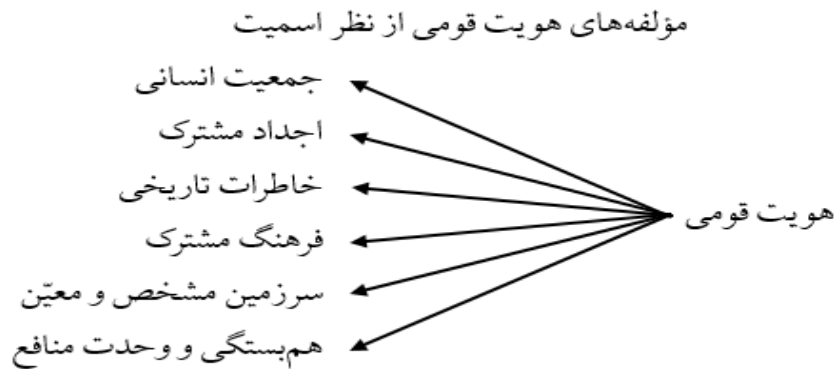 مؤلفه‌های هویت قومی از نظر اسمیت
هویت قومی
جمعیت انسانی
اجداد مشترک
خاطرات تاریخی
فرهنگ مشترک
سرزمین مشخص و معیّن
هم‌بستگی و وحدت منافع